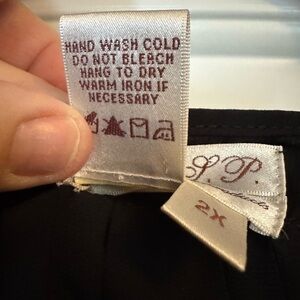 HAND WASH COLD
DO NOT BLEACH
HANG TO DRY
WARM IRON IF
NECESSARY
S. P.
2X